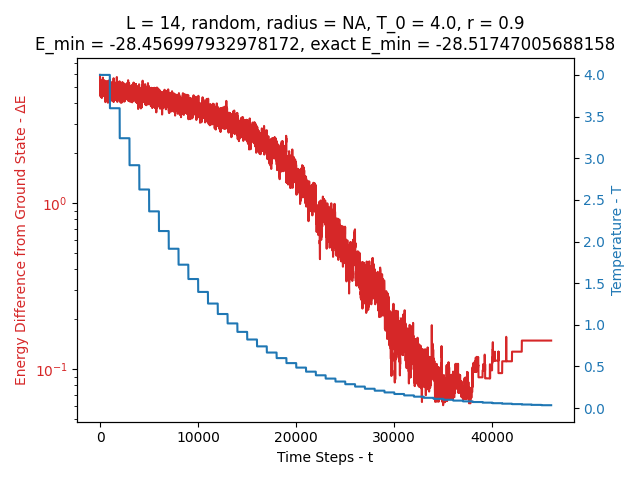 L = 14, random, radius = NA, T_0 = 4.0, r = 0.9
E_min = -28.456997932978172, exact E_min = -28.51747005688158
Energy Difference from Ground State - ΔE
10⁰
10⁻¹
4.0
3.5
3.0
2.5
2.0
1.5
1.0
0.5
0.0
Temperature - T
0 10000 20000 30000 40000
Time Steps - t